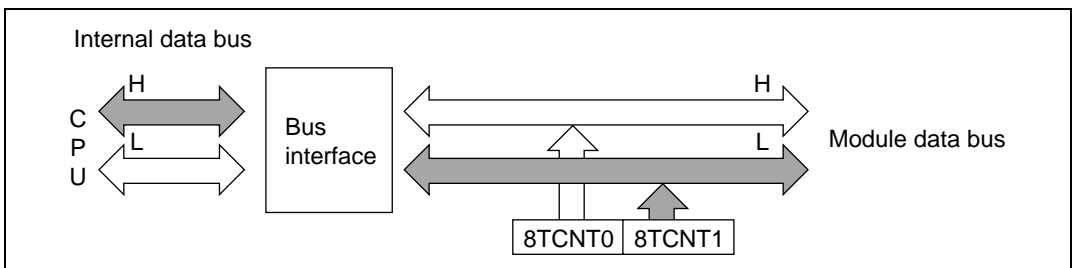 Internal data bus
H
C
P
U
L
Bus
interface
H
L
Module data bus
8TCNT0
8TCNT1